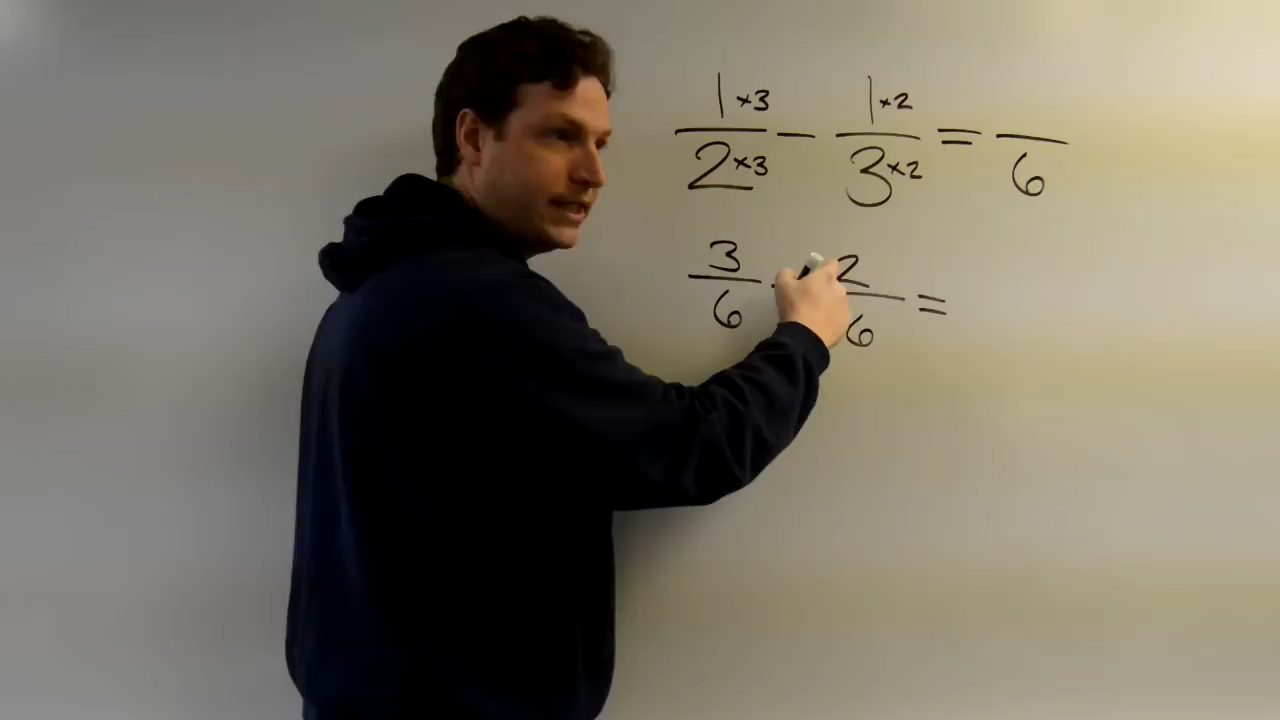 1×3/2×3 − 1×2/3×2 = /6
3/6 - 2/6 =